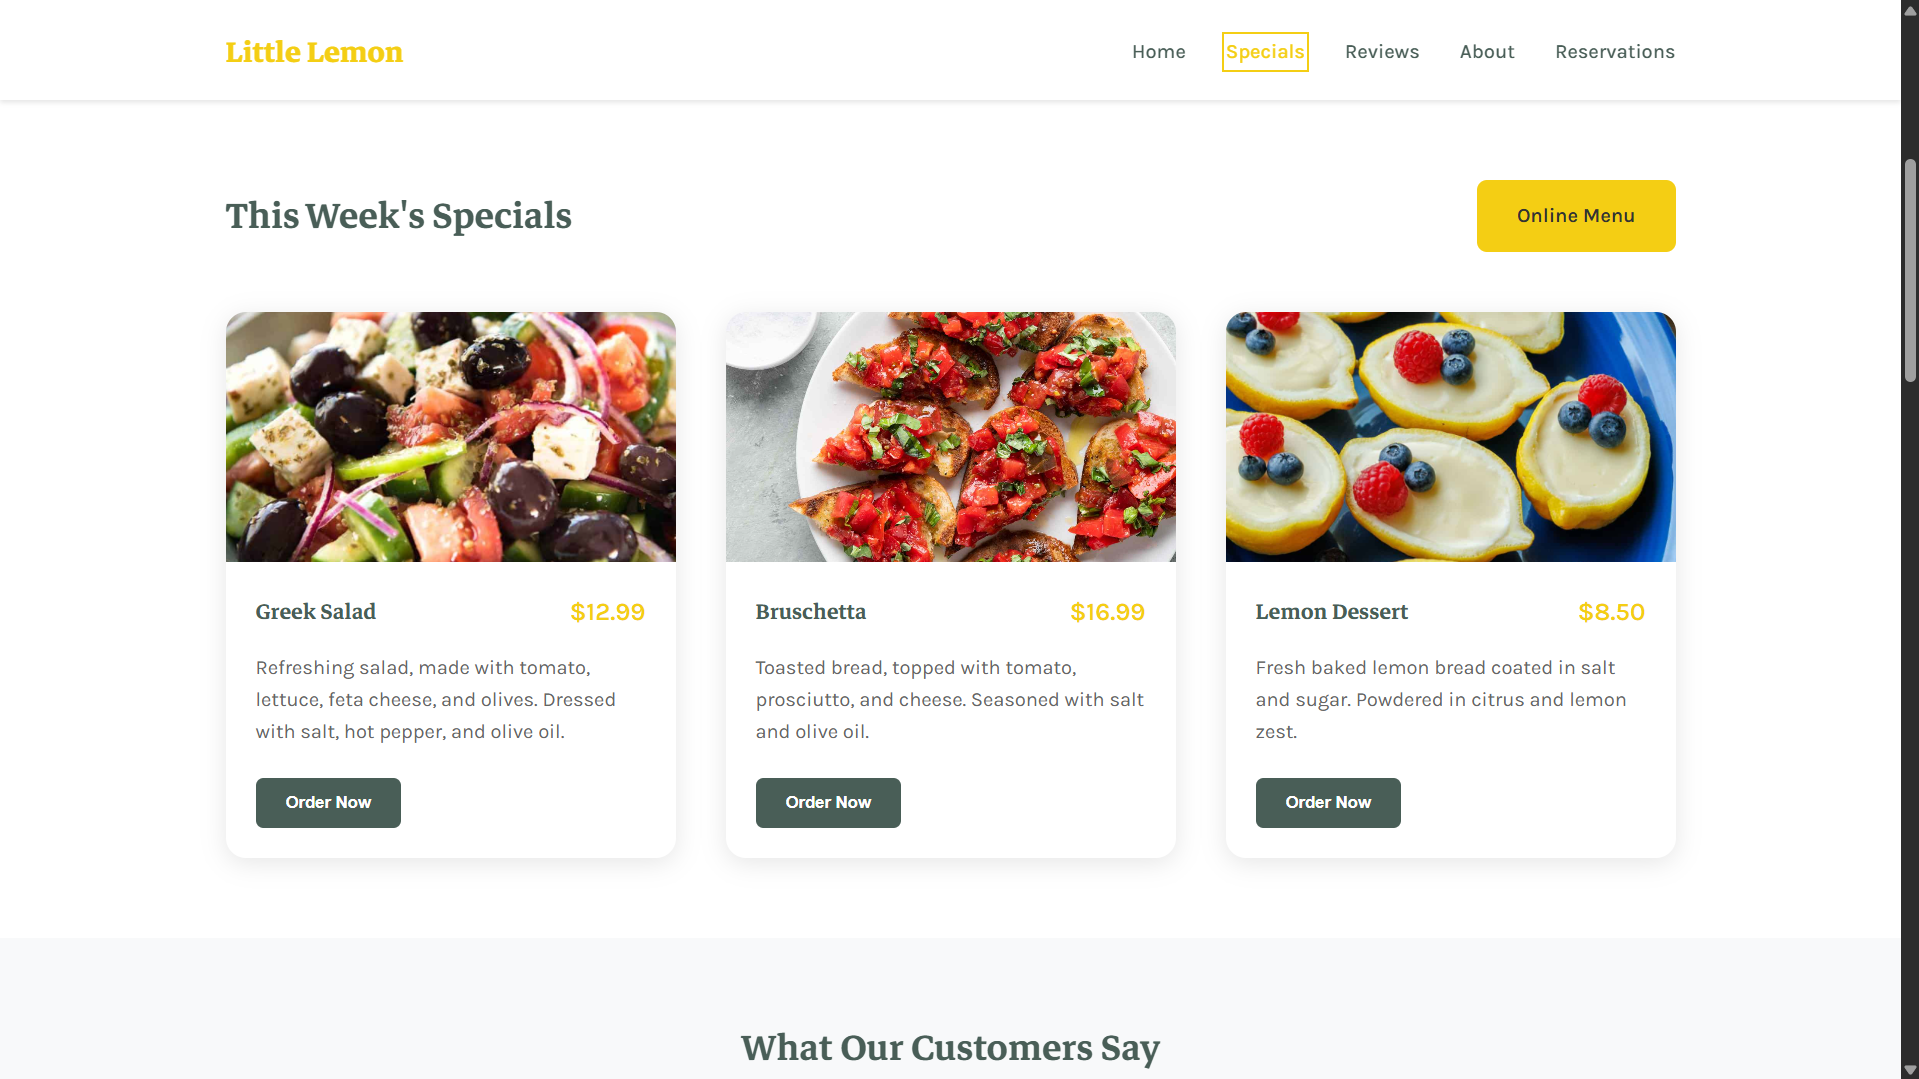 Little Lemon
Home Specials Reviews About Reservations
This Week's Specials
Online Menu
Greek Salad $12.99
Refreshing salad, made with tomato,
lettuce, feta cheese, and olives. Dressed
with salt, hot pepper, and olive oil.
Order Now
Bruschetta $16.99
Toasted bread, topped with tomato,
prosciutto, and cheese. Seasoned with salt
and olive oil.
Order Now
Lemon Dessert $8.50
Fresh baked lemon bread coated in salt
and sugar. Powdered in citrus and lemon
zest.
Order Now
What Our Customers Say